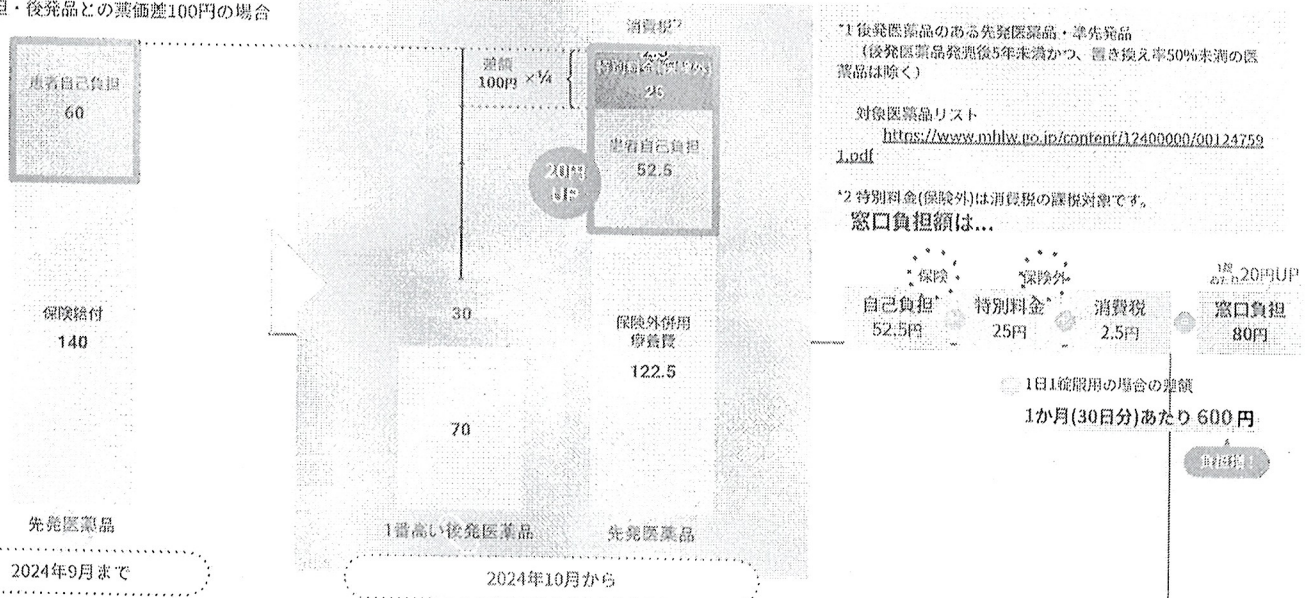 ・後発品との薬価差100円の場合
患者自己負担
60
保険給付
140
先発医薬品
2024年9月まで
差額
100円 ×¼
30
70
1番高い後発医薬品
消費税*2
25
患者自己負担
52.5
20円
UP
保険外併用
療養費
122.5
先発医薬品
2024年10月から
*1 後発医薬品のある先発医薬品・準先発品
（後発医薬品発売後5年未満かつ、置き換え率50%未満の医
薬品は除く）
対象医薬品リスト
https://www.mhlw.go.jp/content/12400000/00124759
1.pdf
*2 特別料金(保険外)は消費税の課税対象です。
窓口負担額は...
保険
自己負担
52.5円
保険外
特別料金
25円
消費税
2.5円
20円UP
窓口負担
80円
1日1錠服用の場合の差額
1か月(30日分)あたり 600 円